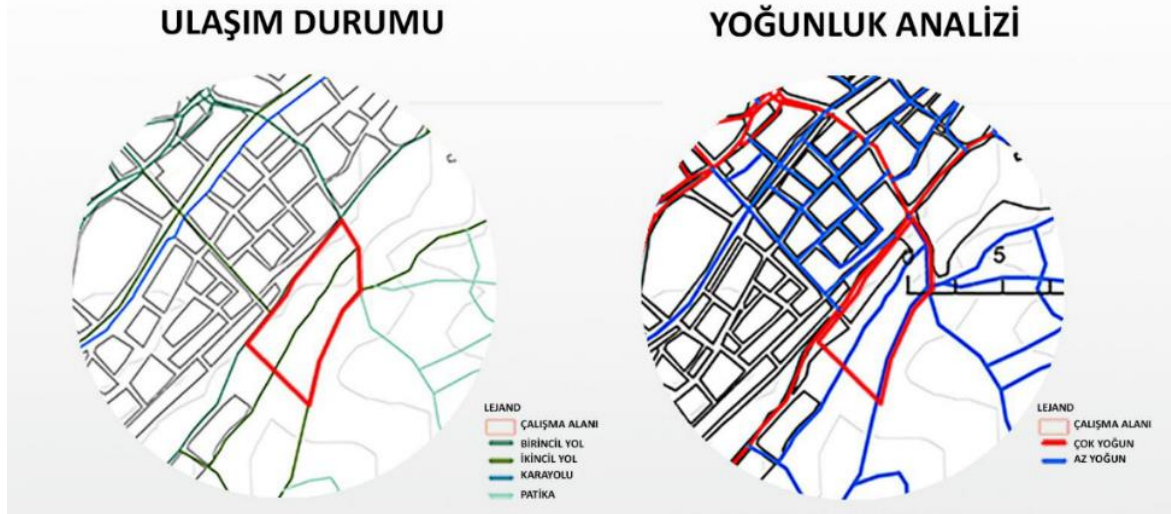 ULAŞIM DURUMU
YOĞUNLUK ANALİZİ
LEJAND
ÇALIŞMA ALANI
BİRİNCİL YOL
İKİNCİL YOL
KARAYOLU
PATİKA
5
LEJAND
ÇALIŞMA ALANI
ÇOK YOĞUN
AZ YOĞUN